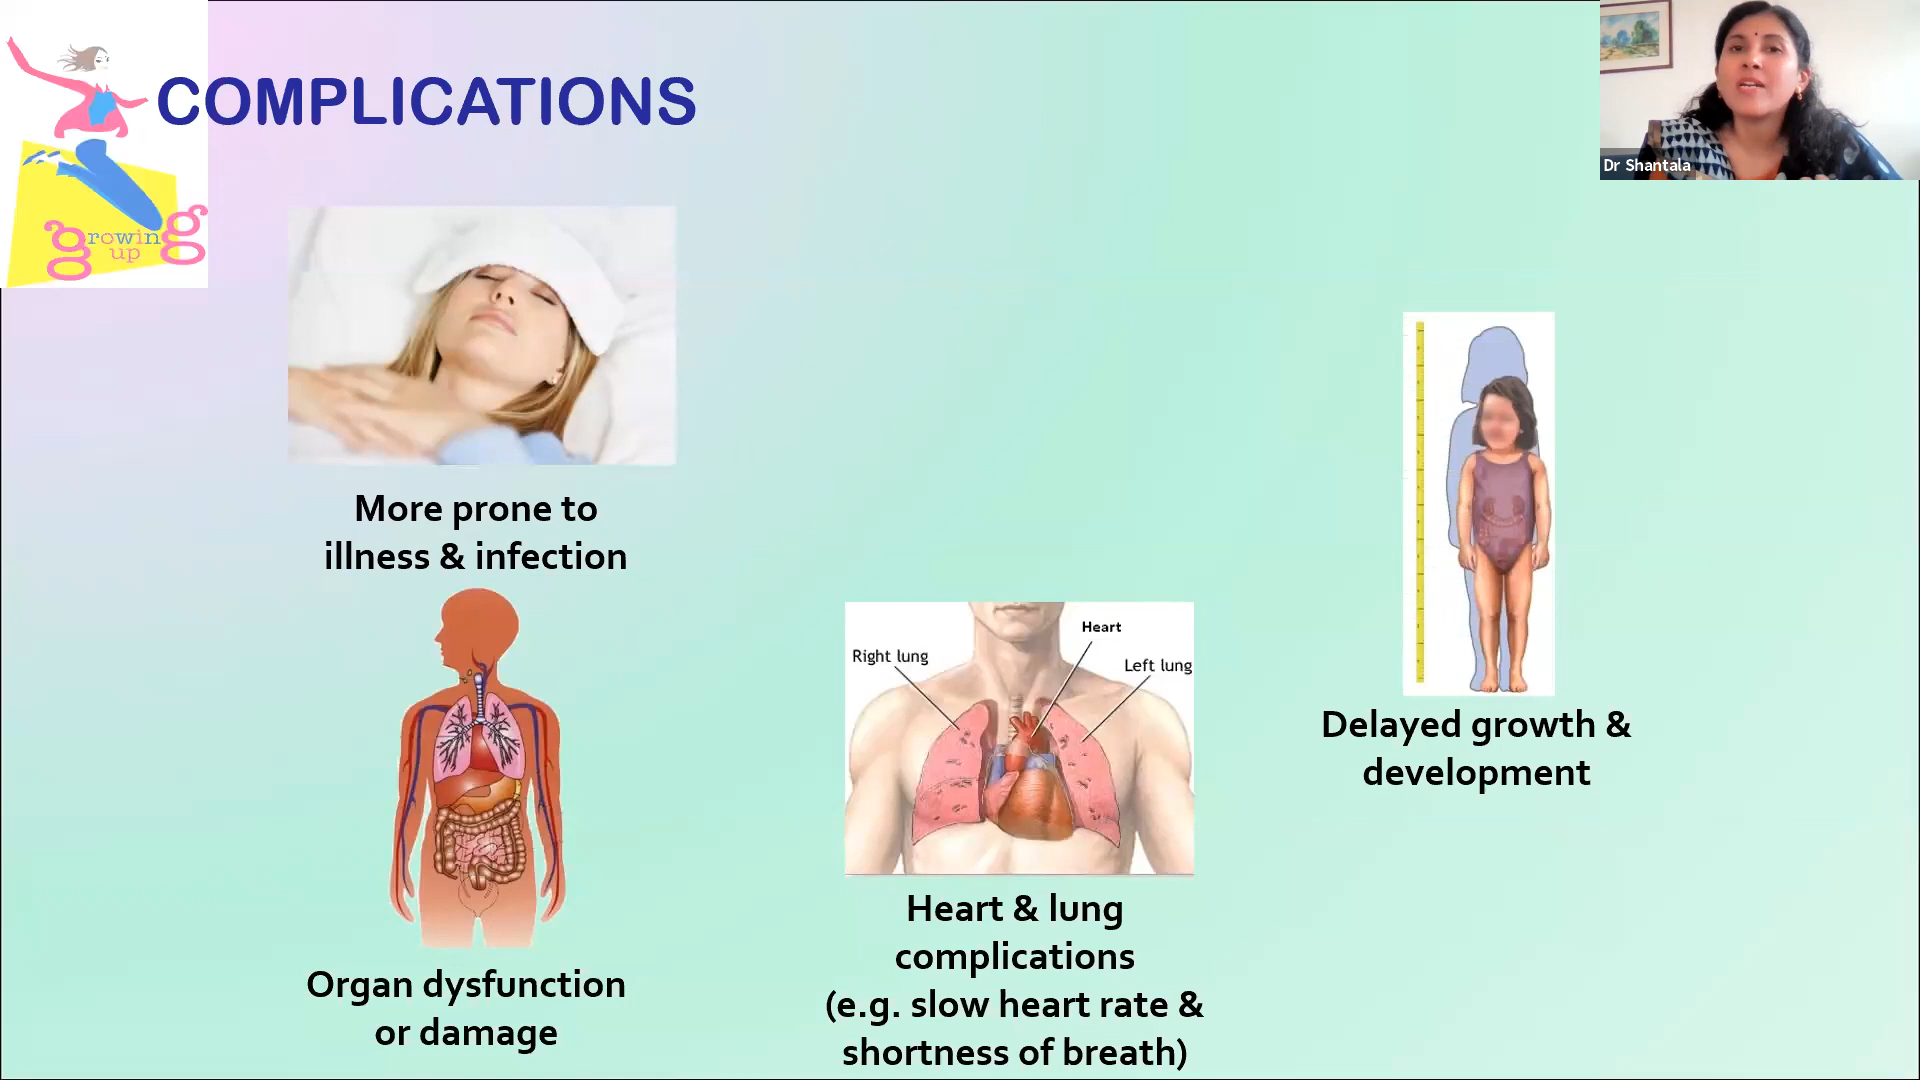 COMPLICATIONS
growing
up
Dr Shantala
More prone to
illness & infection
Heart
Right lung
Left lung
Delayed growth &
development
Organ dysfunction
or damage
Heart & lung
complications
(e.g. slow heart rate &
shortness of breath)